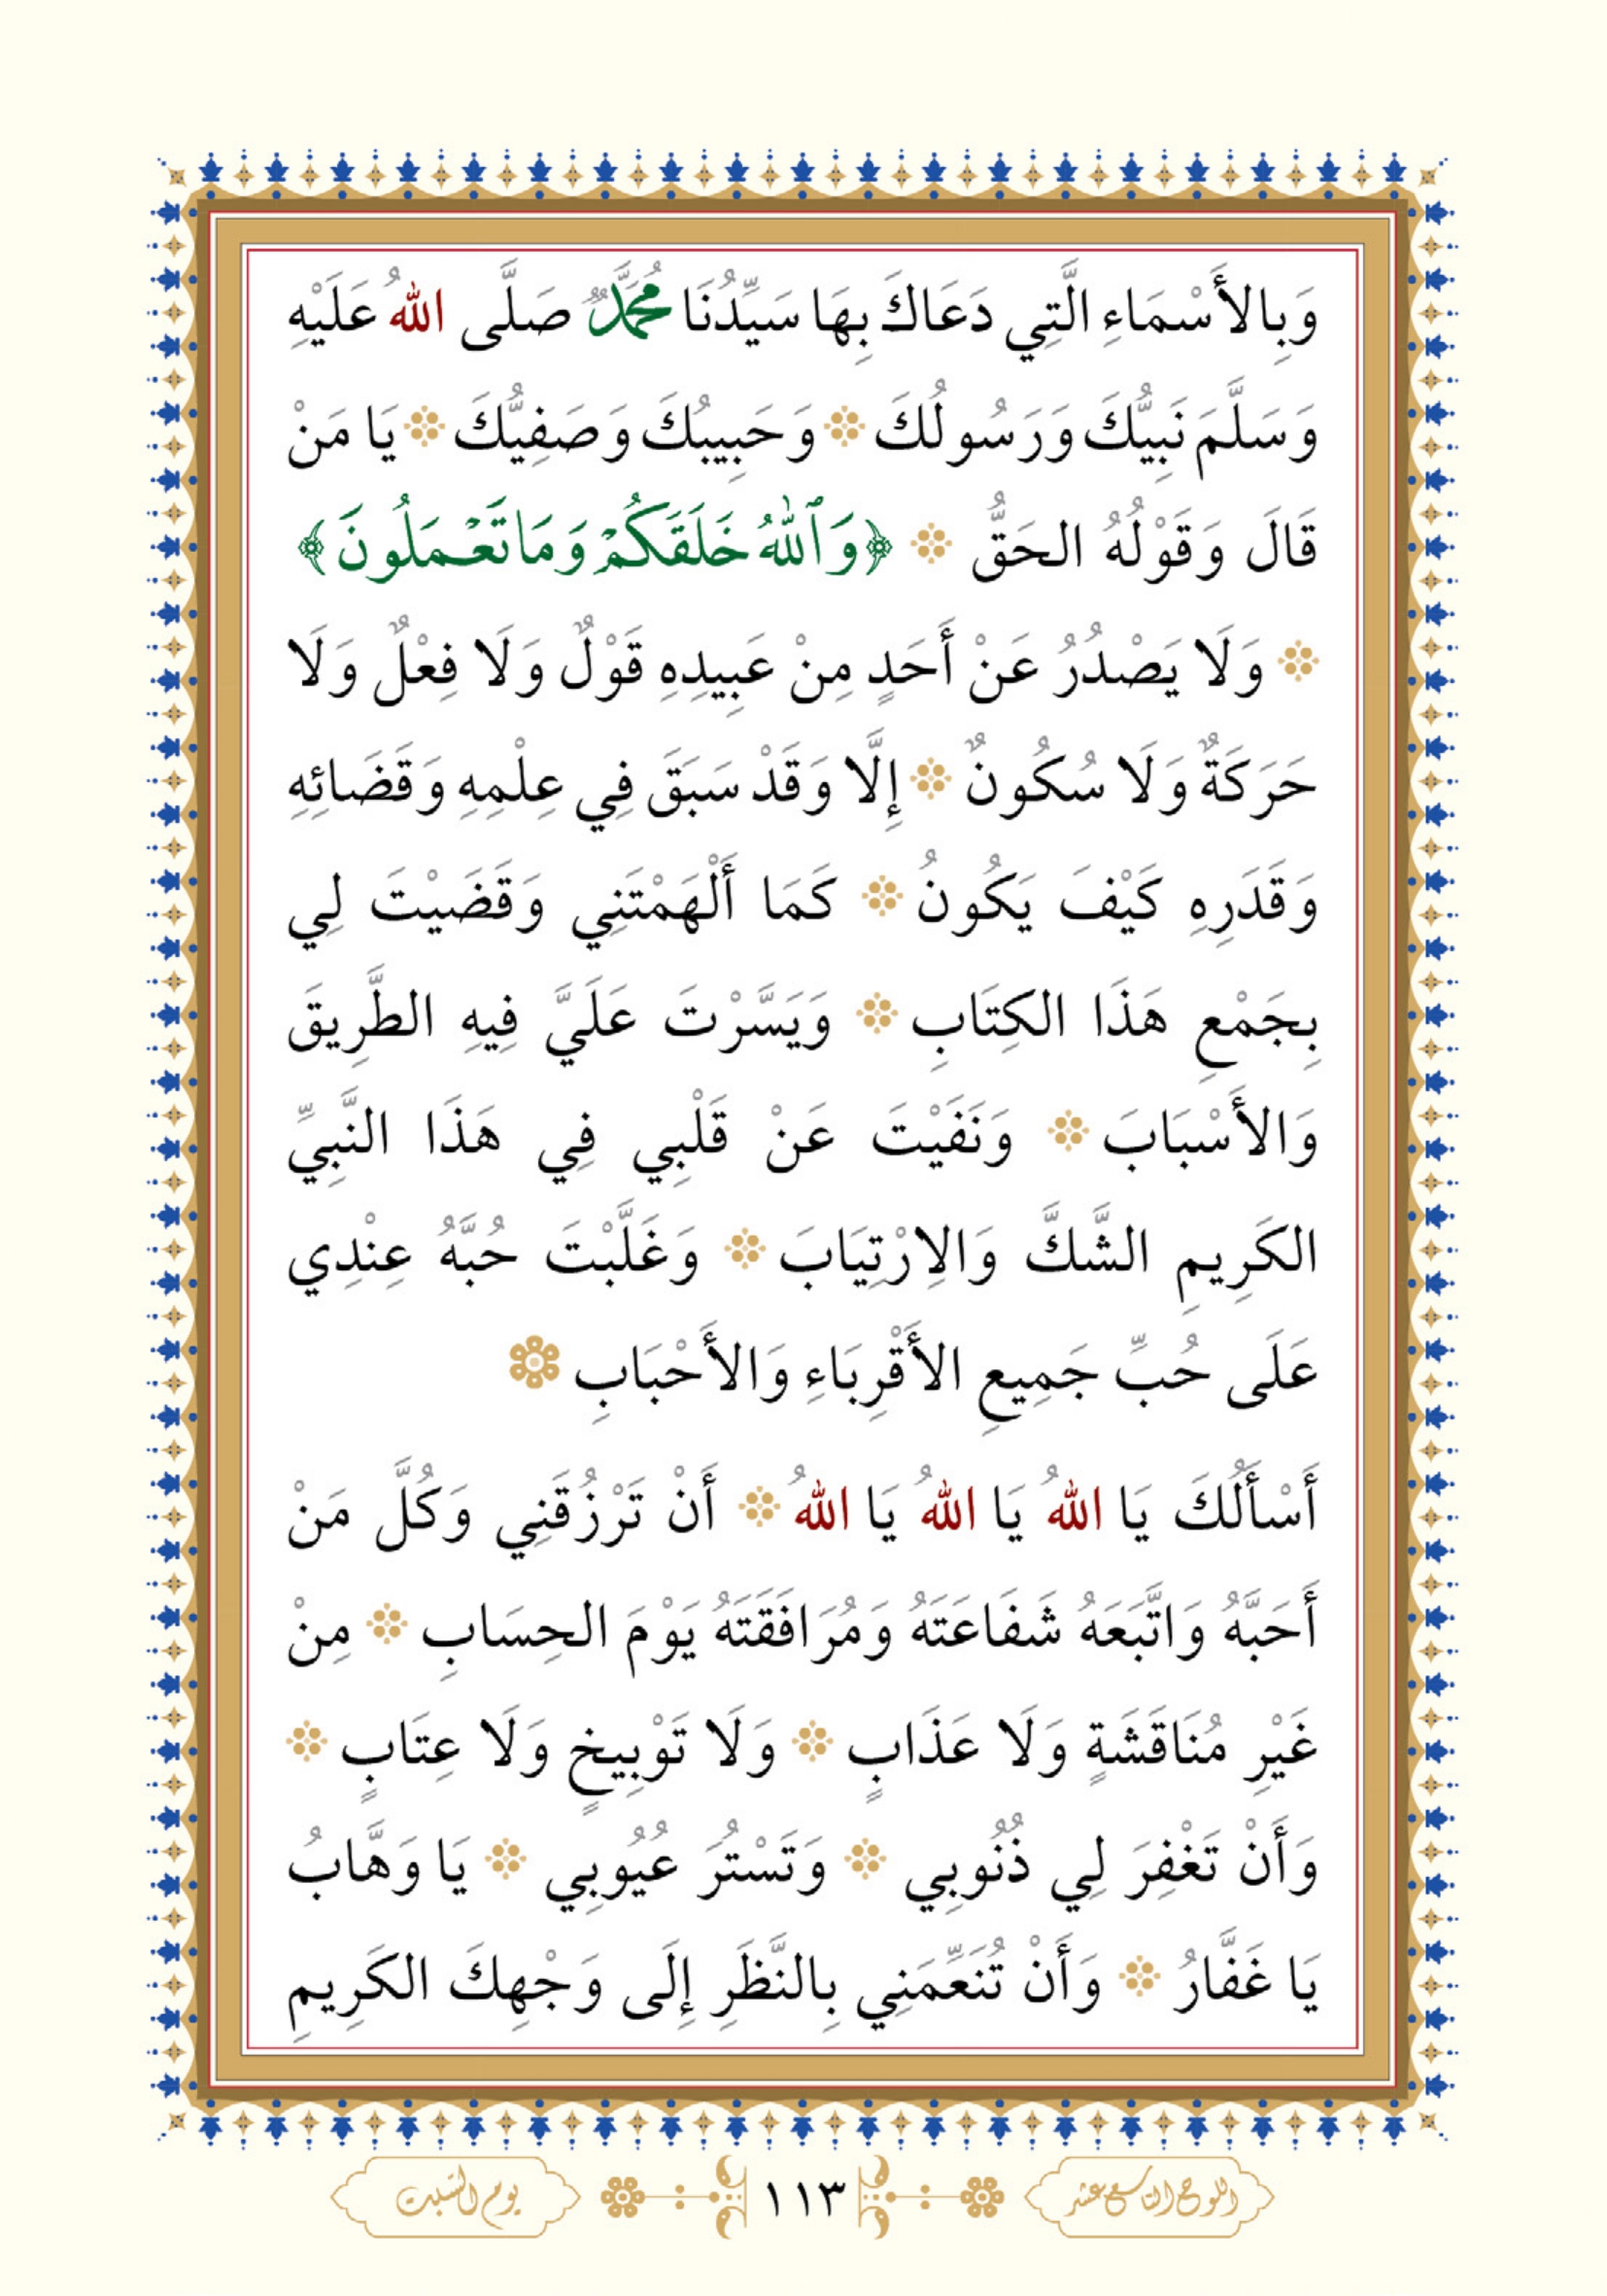 وَبِالأَسْمَاءِ الَّتِي دَعَاكَ بِهَا سَيِّدُنَا مُحَمَّدٌ صَلَّى اللهُ عَلَيْهِ
وَسَلَّمَ نَبِيُّكَ وَرَسُولُكَ ۞ وَحَبِيبُكَ وَصَفِيُّكَ ۞ يَا مَنْ
قَالَ وَقَوْلُهُ الحَقُّ ۞ ﴿وَٱللهُ خَلَقَكُمْ وَمَا تَعْمَلُونَ﴾
۞ وَلَا يَصْدُرُ عَنْ أَحَدٍ مِنْ عَبِيدِهِ قَوْلٌ وَلَا فِعْلٌ وَلَا
حَرَكَةٌ وَلَا سُكُونٌ ۞ إِلَّا وَقَدْ سَبَقَ فِي عِلْمِهِ وَقَضَائِهِ
وَقَدَرِهِ كَيْفَ يَكُونُ ۞ كَمَا أَلْهَمْتَنِي وَقَضَيْتَ لِي
بِجَمْعِ هَذَا الكِتَابِ ۞ وَيَسَّرْتَ عَلَيَّ فِيهِ الطَّرِيقَ
وَالأَسْبَابَ ۞ وَنَفَيْتَ عَنْ قَلْبِي فِي هَذَا النَّبِيِّ
الكَرِيمِ الشَّكَّ وَالِارْتِيَابَ ۞ وَغَلَّبْتَ حُبَّهُ عِنْدِي
عَلَى حُبِّ جَمِيعِ الأَقْرِبَاءِ وَالأَحْبَابِ ۞
أَسْأَلُكَ يَا اللهُ يَا اللهُ يَا اللهُ ۞ أَنْ تَرْزُقَنِي وَكُلَّ مَنْ
أَحَبَّهُ وَاتَّبَعَهُ شَفَاعَتَهُ وَمُرَافَقَتَهُ يَوْمَ الحِسَابِ ۞ مِنْ
غَيْرِ مُنَاقَشَةٍ وَلَا عَذَابٍ ۞ وَلَا تَوْبِيخٍ وَلَا عِتَابٍ ۞
وَأَنْ تَغْفِرَ لِي ذُنُوبِي ۞ وَتَسْتُرَ عُيُوبِي ۞ يَا وَهَّابُ
يَا غَفَّارُ ۞ وَأَنْ تُنَعِّمَنِي بِالنَّظَرِ إِلَى وَجْهِكَ الكَرِيمِ
اللوح التاسع عشر ١١٣ يوم السبت